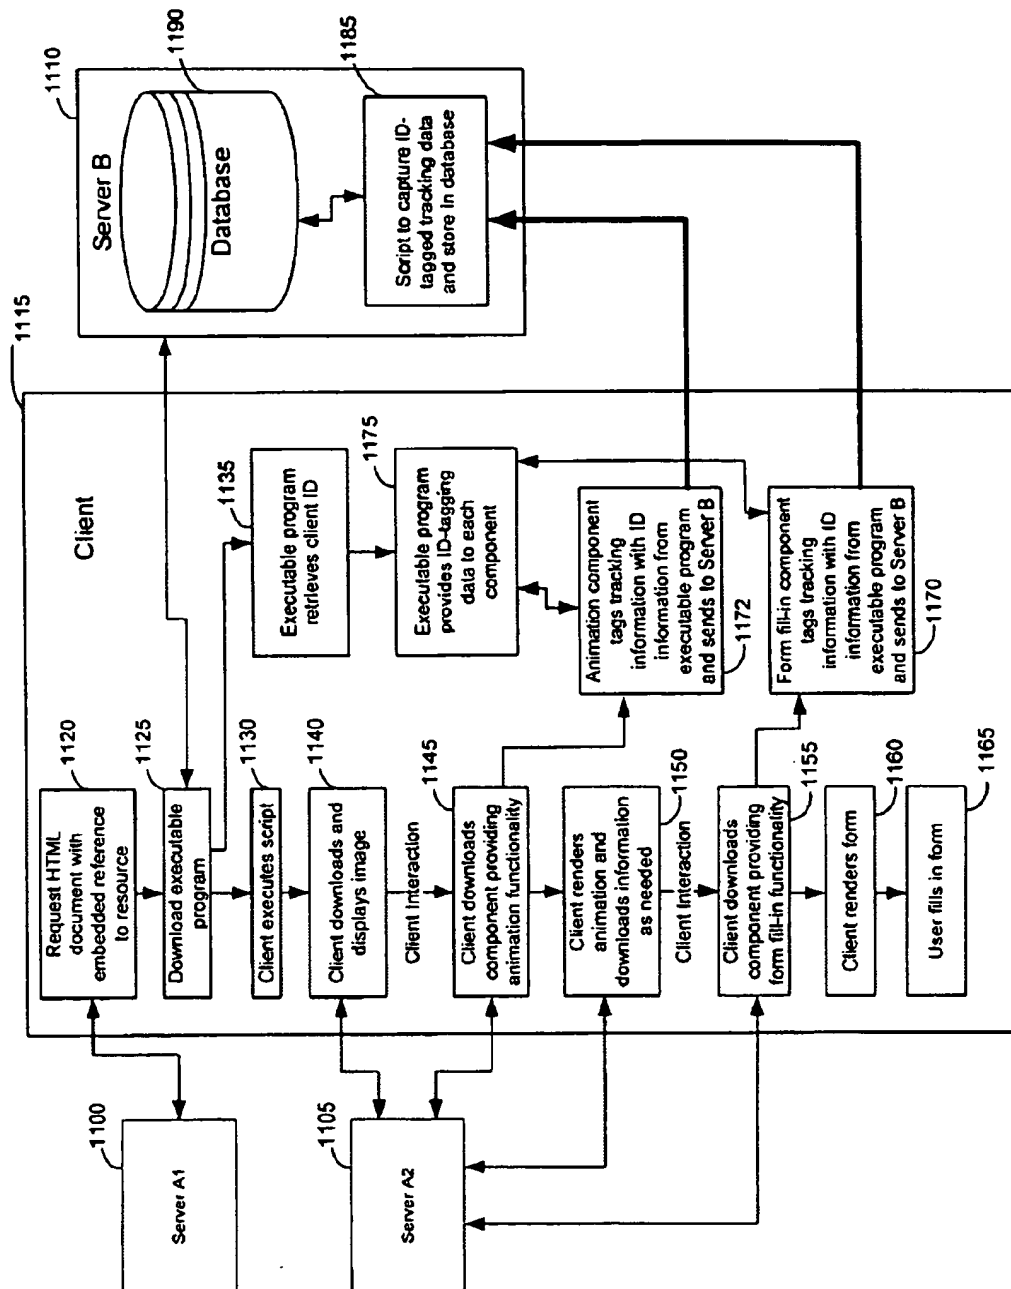 1100
Server A1
1105
Server A2
1115
Client
1120
Request HTML
document with
embedded reference
to resource
1125
Download executable
program
1130
Client executes script
1140
Client downloads and
displays image
Client Interaction
1145
Client downloads
component providing
animation functionality
1150
Client renders
animation and
downloads information
as needed
Client Interaction
1155
Client downloads
component providing
form fill-in functionality
1160
Client renders form
1165
User fills in form
1135
Executable program
retrieves client ID
1175
Executable program
provides ID-tagging
data to each
component
Animation component
tags tracking
information with ID
information from
executable program
and sends to Server B
1172
Form fill-in component
tags tracking
information with ID
information from
executable program
and sends to Server B
1170
1110
Server B
1190
Database
1185
Script to capture ID-
tagged tracking data
and store in database